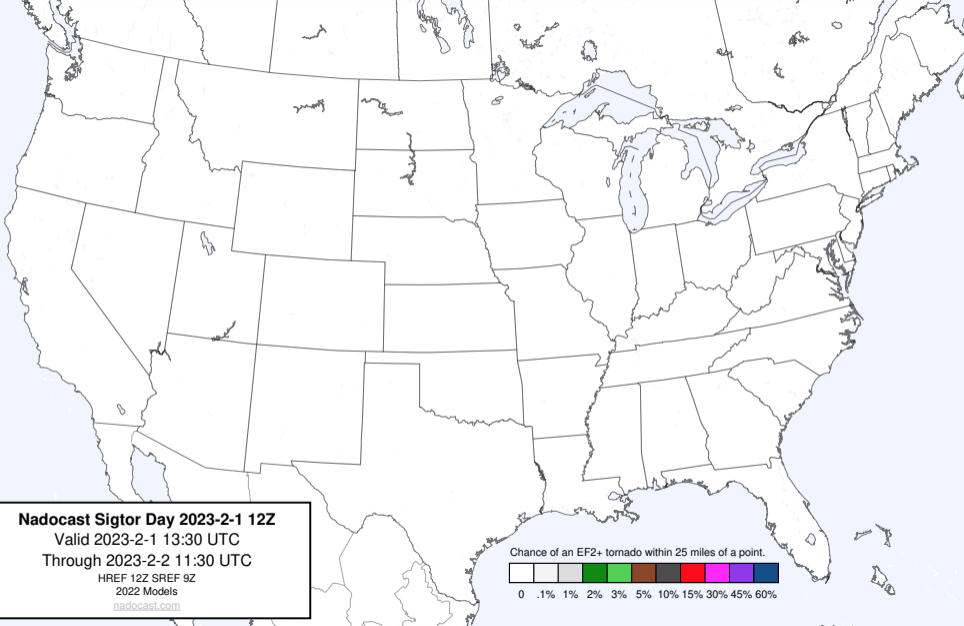 Nadocast Sigtor Day 2023-2-1 12Z
Valid 2023-2-1 13:30 UTC
Through 2023-2-2 11:30 UTC
HREF 12Z SREF 9Z
2022 Models
nadocast.com
Chance of an EF2+ tornado within 25 miles of a point.
0 .1% 1% 2% 3% 5% 10% 15% 30% 45% 60%